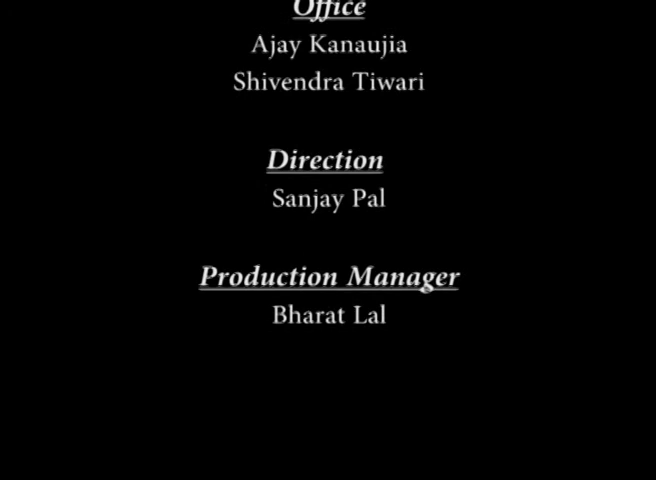 Office
Ajay Kanaujia
Shivendra Tiwari
Direction
Sanjay Pal
Production Manager
Bharat Lal